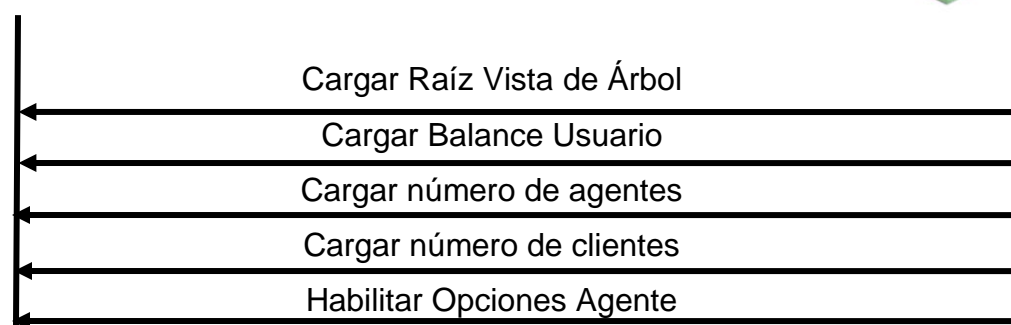 Cargar Raíz Vista de Árbol
Cargar Balance Usuario
Cargar número de agentes
Cargar número de clientes
Habilitar Opciones Agente